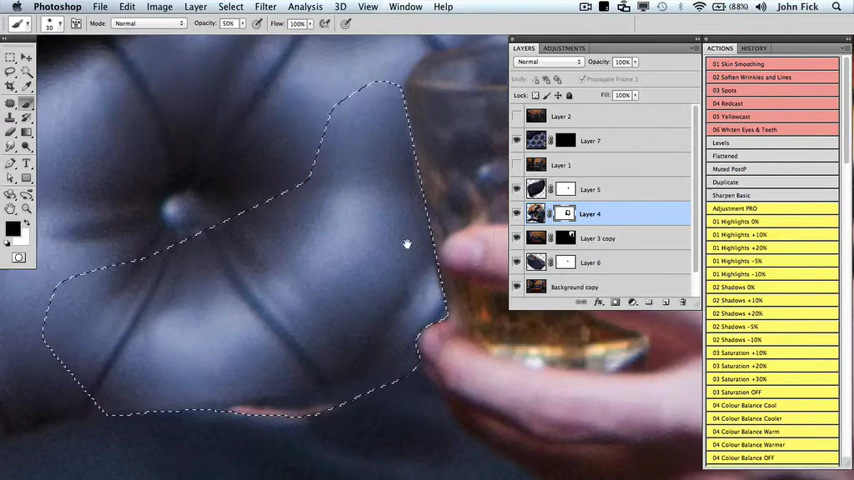 Photoshop File Edit Image Layer Select Filter Analysis 3D View Window Help (88%) John Fick
30 Mode: Normal Opacity: 50% Flow: 100%
LAYERS ADJUSTMENTS
Normal Opacity: 100%
Unify: Propagate Frame 1
Lock: Fill: 100%
Layer 2
Layer 7
Layer 1
Layer 5
Layer 4
Layer 3 copy
Layer 6
Background copy
ACTIONS HISTORY
01 Skin Smoothing
02 Soften Wrinkles and Lines
03 Spots
04 Redcast
05 Yellowcast
06 Whiten Eyes & Teeth
Levels
Flattened
Muted PostP
Duplicate
Sharpen Basic
Adjustment PRO
01 Highlights 0%
01 Highlights +10%
01 Highlights +20%
01 Highlights -5%
01 Highlights -10%
02 Shadows 0%
02 Shadows +10%
02 Shadows +20%
02 Shadows -5%
02 Shadows -10%
03 Saturation +10%
03 Saturation +20%
03 Saturation +30%
03 Saturation OFF
04 Colour Balance Cool
04 Colour Balance Cooler
04 Colour Balance Warm
04 Colour Balance Warmer
04 Colour Balance OFF